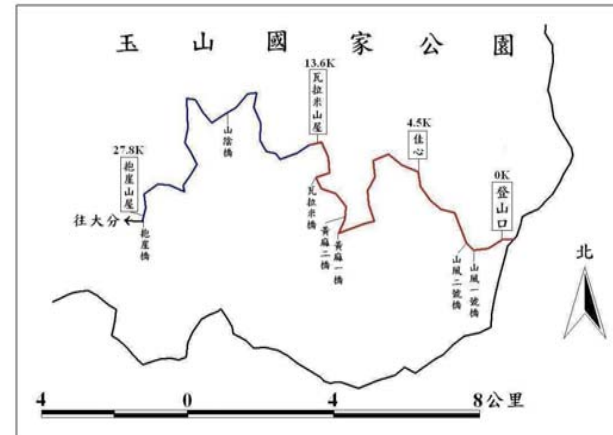 玉山國家公園
13.6K
瓦拉米山屋
山陰橋
4.5K
佳心
27.8K
抱崖山屋
0K
登山口
往大分
抱崖橋
瓦拉米橋
黃麻二橋
黃麻一橋
山風二號橋
山風一號橋
北
4 0 4 8公里